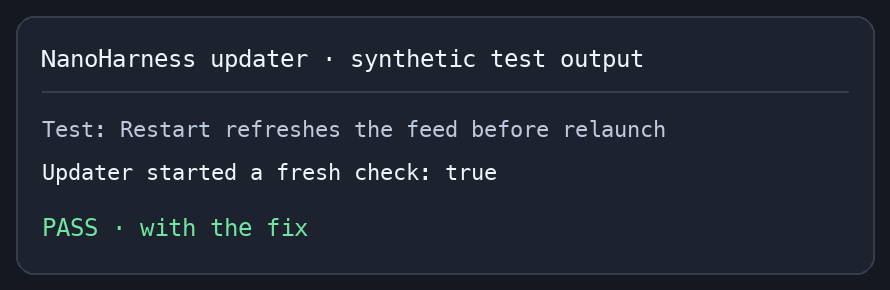 NanoHarness updater · synthetic test output
Test: Restart refreshes the feed before relaunch
Updater started a fresh check: true
PASS · with the fix